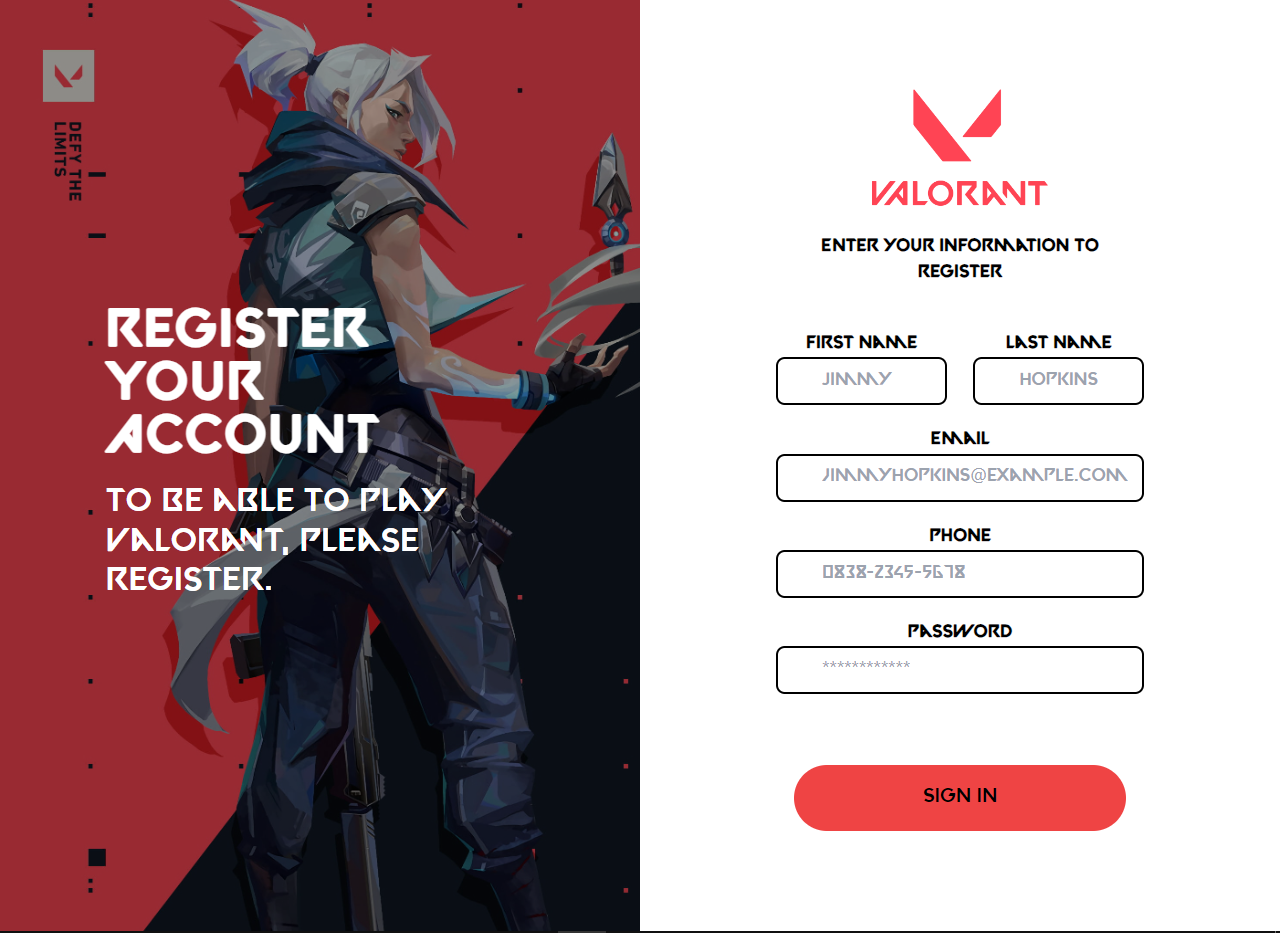 DEFY THE
LIMITS
REGISTER
YOUR
ACCOUNT
TO BE ABLE TO PLAY
VALORANT, PLEASE
REGISTER.
VALORANT
ENTER YOUR INFORMATION TO
REGISTER
FIRST NAME
LAST NAME
JIMMY
HOPKINS
EMAIL
JIMMYHOPKINS@EXAMPLE.COM
PHONE
0838-2345-5678
PASSWORD
************
SIGN IN